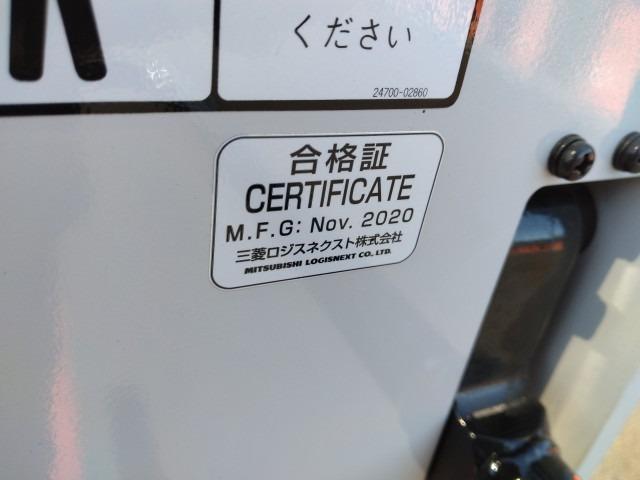 ください
24700-02860
合格証
CERTIFICATE
M.F.G: Nov. 2020
三菱ロジスネクスト株式会社
MITSUBISHI LOGISNEXT CO., LTD.